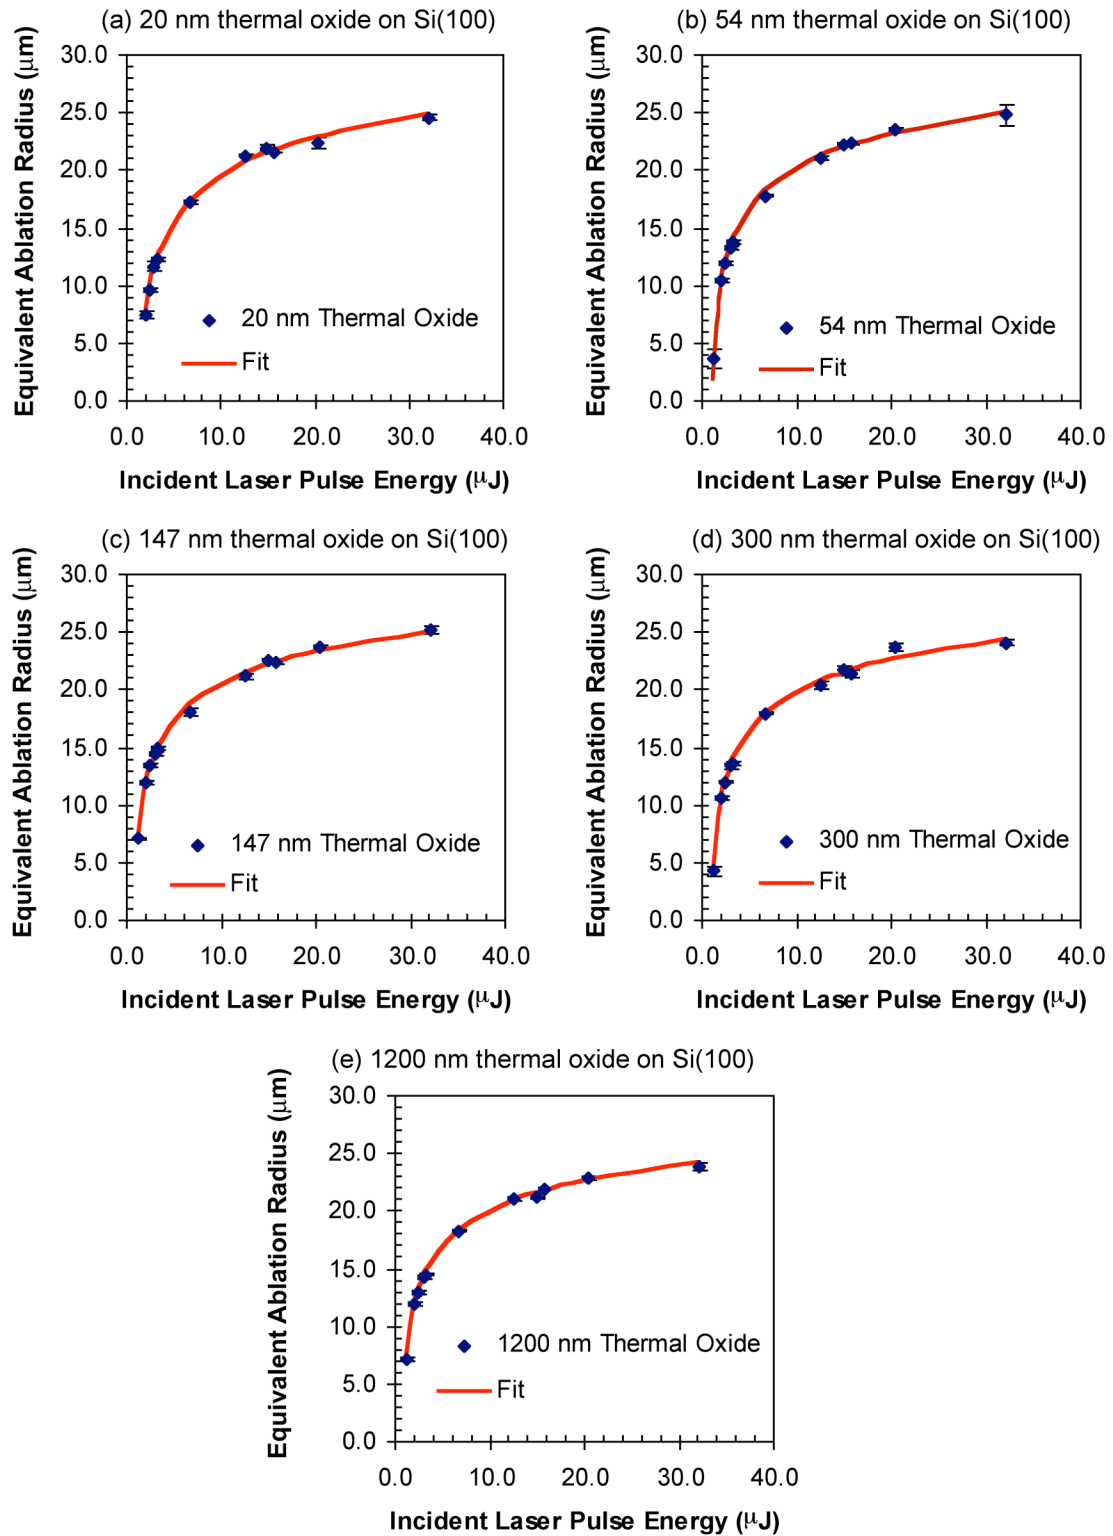 (a) 20 nm thermal oxide on Si(100)
Equivalent Ablation Radius (μm)
30.0
25.0
20.0
15.0
10.0
5.0
0.0
20 nm Thermal Oxide
Fit
0.0 10.0 20.0 30.0 40.0
Incident Laser Pulse Energy (μJ)
(b) 54 nm thermal oxide on Si(100)
Equivalent Ablation Radius (μm)
30.0
25.0
20.0
15.0
10.0
5.0
0.0
54 nm Thermal Oxide
Fit
0.0 10.0 20.0 30.0 40.0
Incident Laser Pulse Energy (μJ)
(c) 147 nm thermal oxide on Si(100)
Equivalent Ablation Radius (μm)
30.0
25.0
20.0
15.0
10.0
5.0
0.0
147 nm Thermal Oxide
Fit
0.0 10.0 20.0 30.0 40.0
Incident Laser Pulse Energy (μJ)
(d) 300 nm thermal oxide on Si(100)
Equivalent Ablation Radius (μm)
30.0
25.0
20.0
15.0
10.0
5.0
0.0
300 nm Thermal Oxide
Fit
0.0 10.0 20.0 30.0 40.0
Incident Laser Pulse Energy (μJ)
(e) 1200 nm thermal oxide on Si(100)
Equivalent Ablation Radius (μm)
30.0
25.0
20.0
15.0
10.0
5.0
0.0
1200 nm Thermal Oxide
Fit
0.0 10.0 20.0 30.0 40.0
Incident Laser Pulse Energy (μJ)